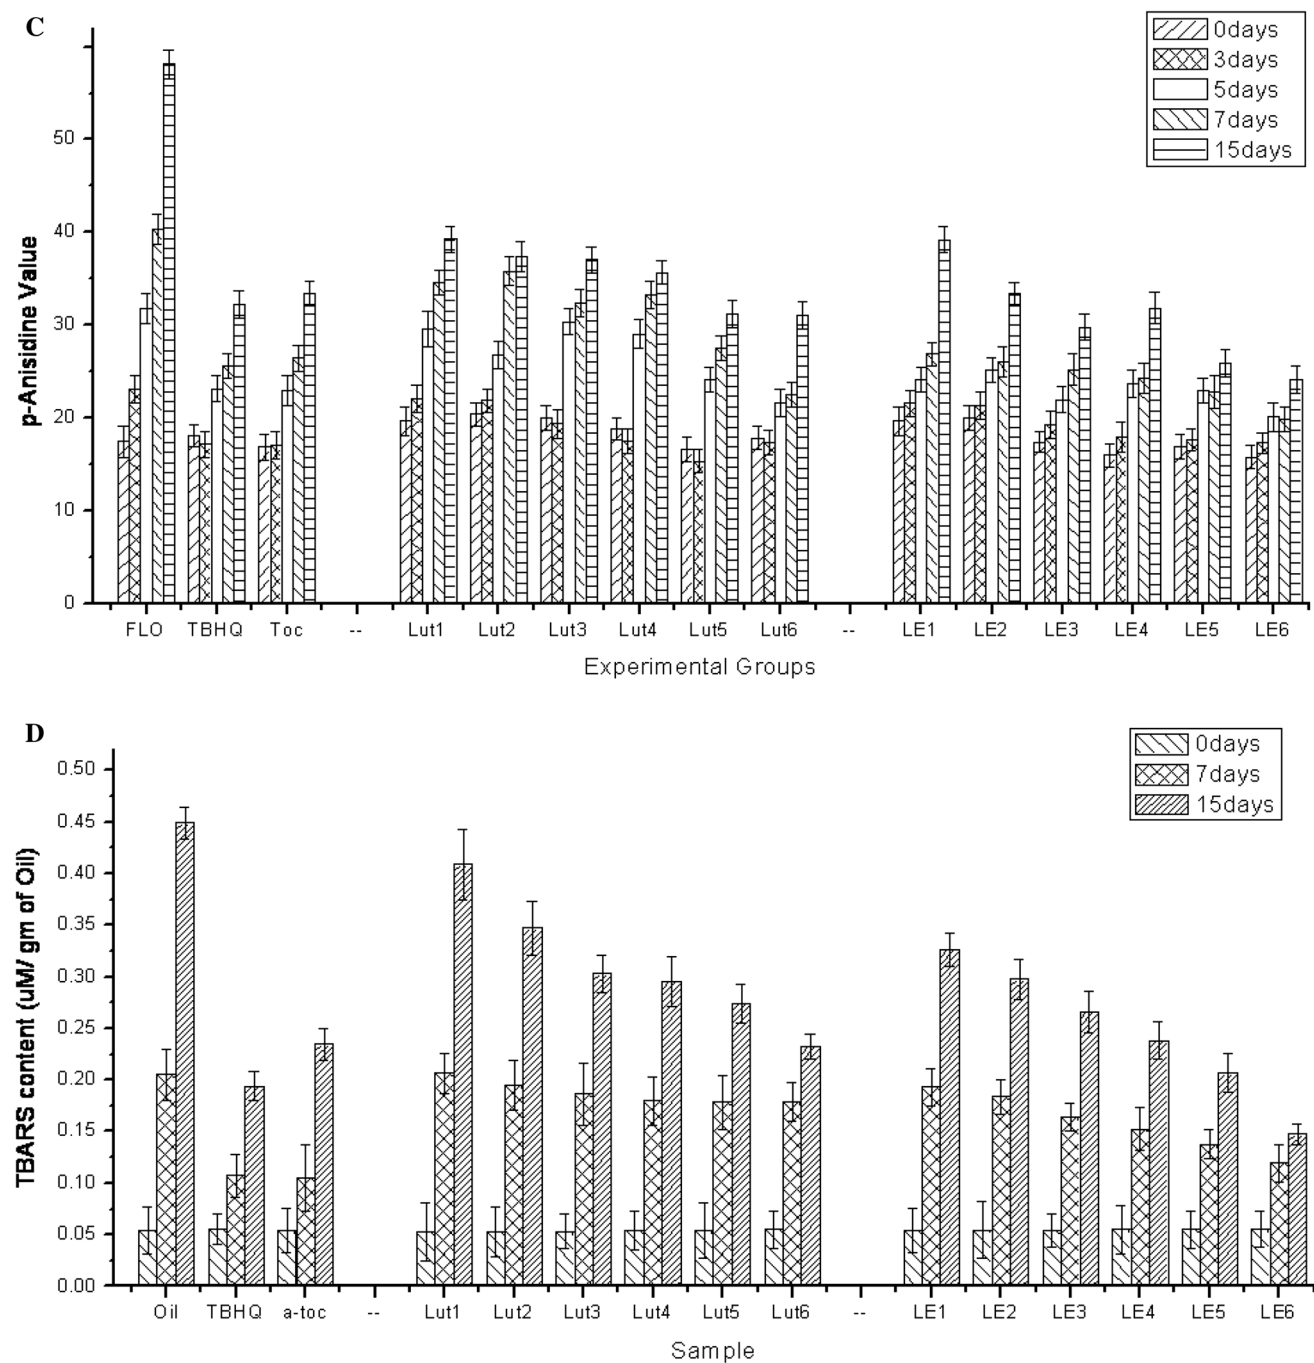 C
0days
3days
5days
7days
15days
p-Anisidine Value
50
40
30
20
10
0
FLO TBHQ Toc -- Lut1 Lut2 Lut3 Lut4 Lut5 Lut6 -- LE1 LE2 LE3 LE4 LE5 LE6
Experimental Groups
D
0days
7days
15days
TBARS content (uM/ gm of Oil)
0.50
0.45
0.40
0.35
0.30
0.25
0.20
0.15
0.10
0.05
0.00
Oil TBHQ a-toc -- Lut1 Lut2 Lut3 Lut4 Lut5 Lut6 -- LE1 LE2 LE3 LE4 LE5 LE6
Sample